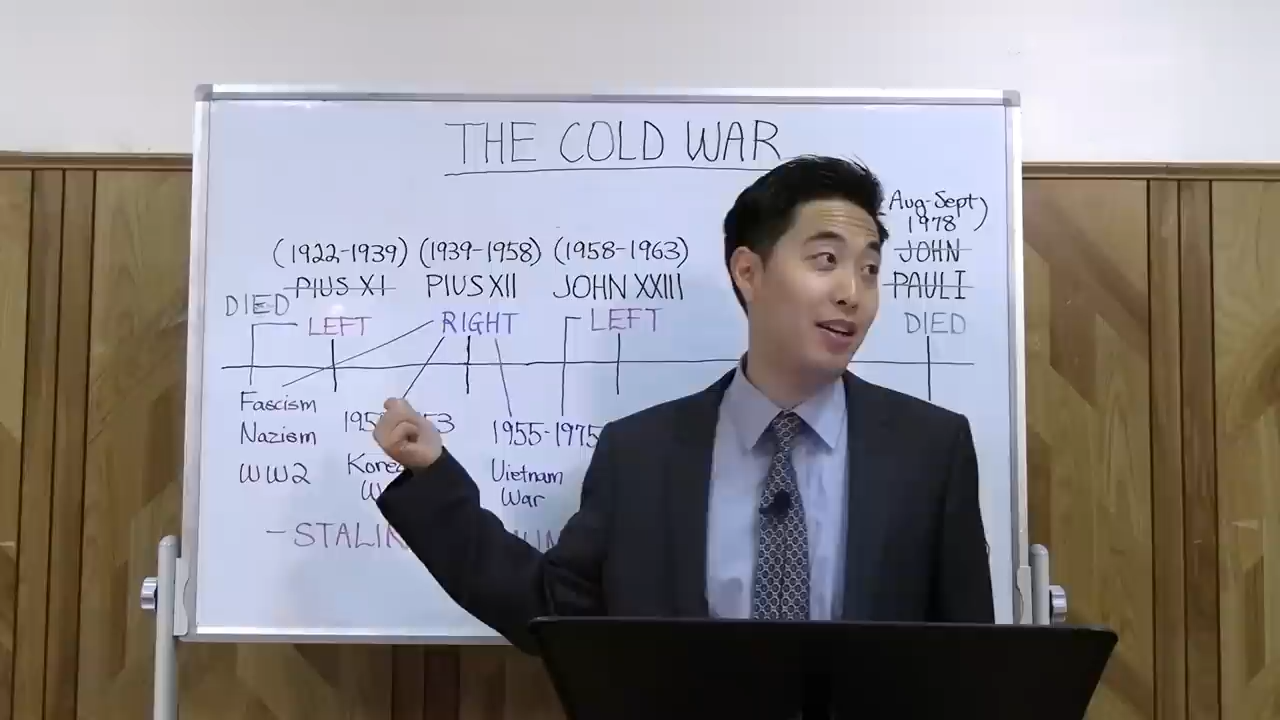 THE COLD WAR
Aug-Sept)
1978
(1922-1939) (1939-1958) (1958-1963)
JOHN
PIUS XI PIUS XII JOHN XXIII
PAUL I
DIED
LEFT RIGHT LEFT
DIED
Fascism
Nazism
WW2
1955-1975
Vietnam
War